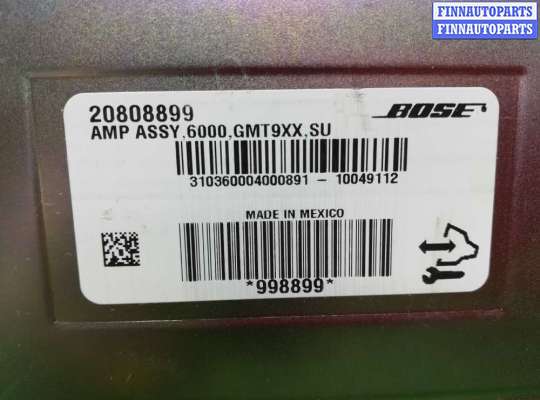 FINNAUTOPARTS
FINNAUTOPARTS
20808899
BOSE
AMP ASSY,6000,GMT9XX,SU
310360004000891 - 10049112
MADE IN MEXICO
*998899*